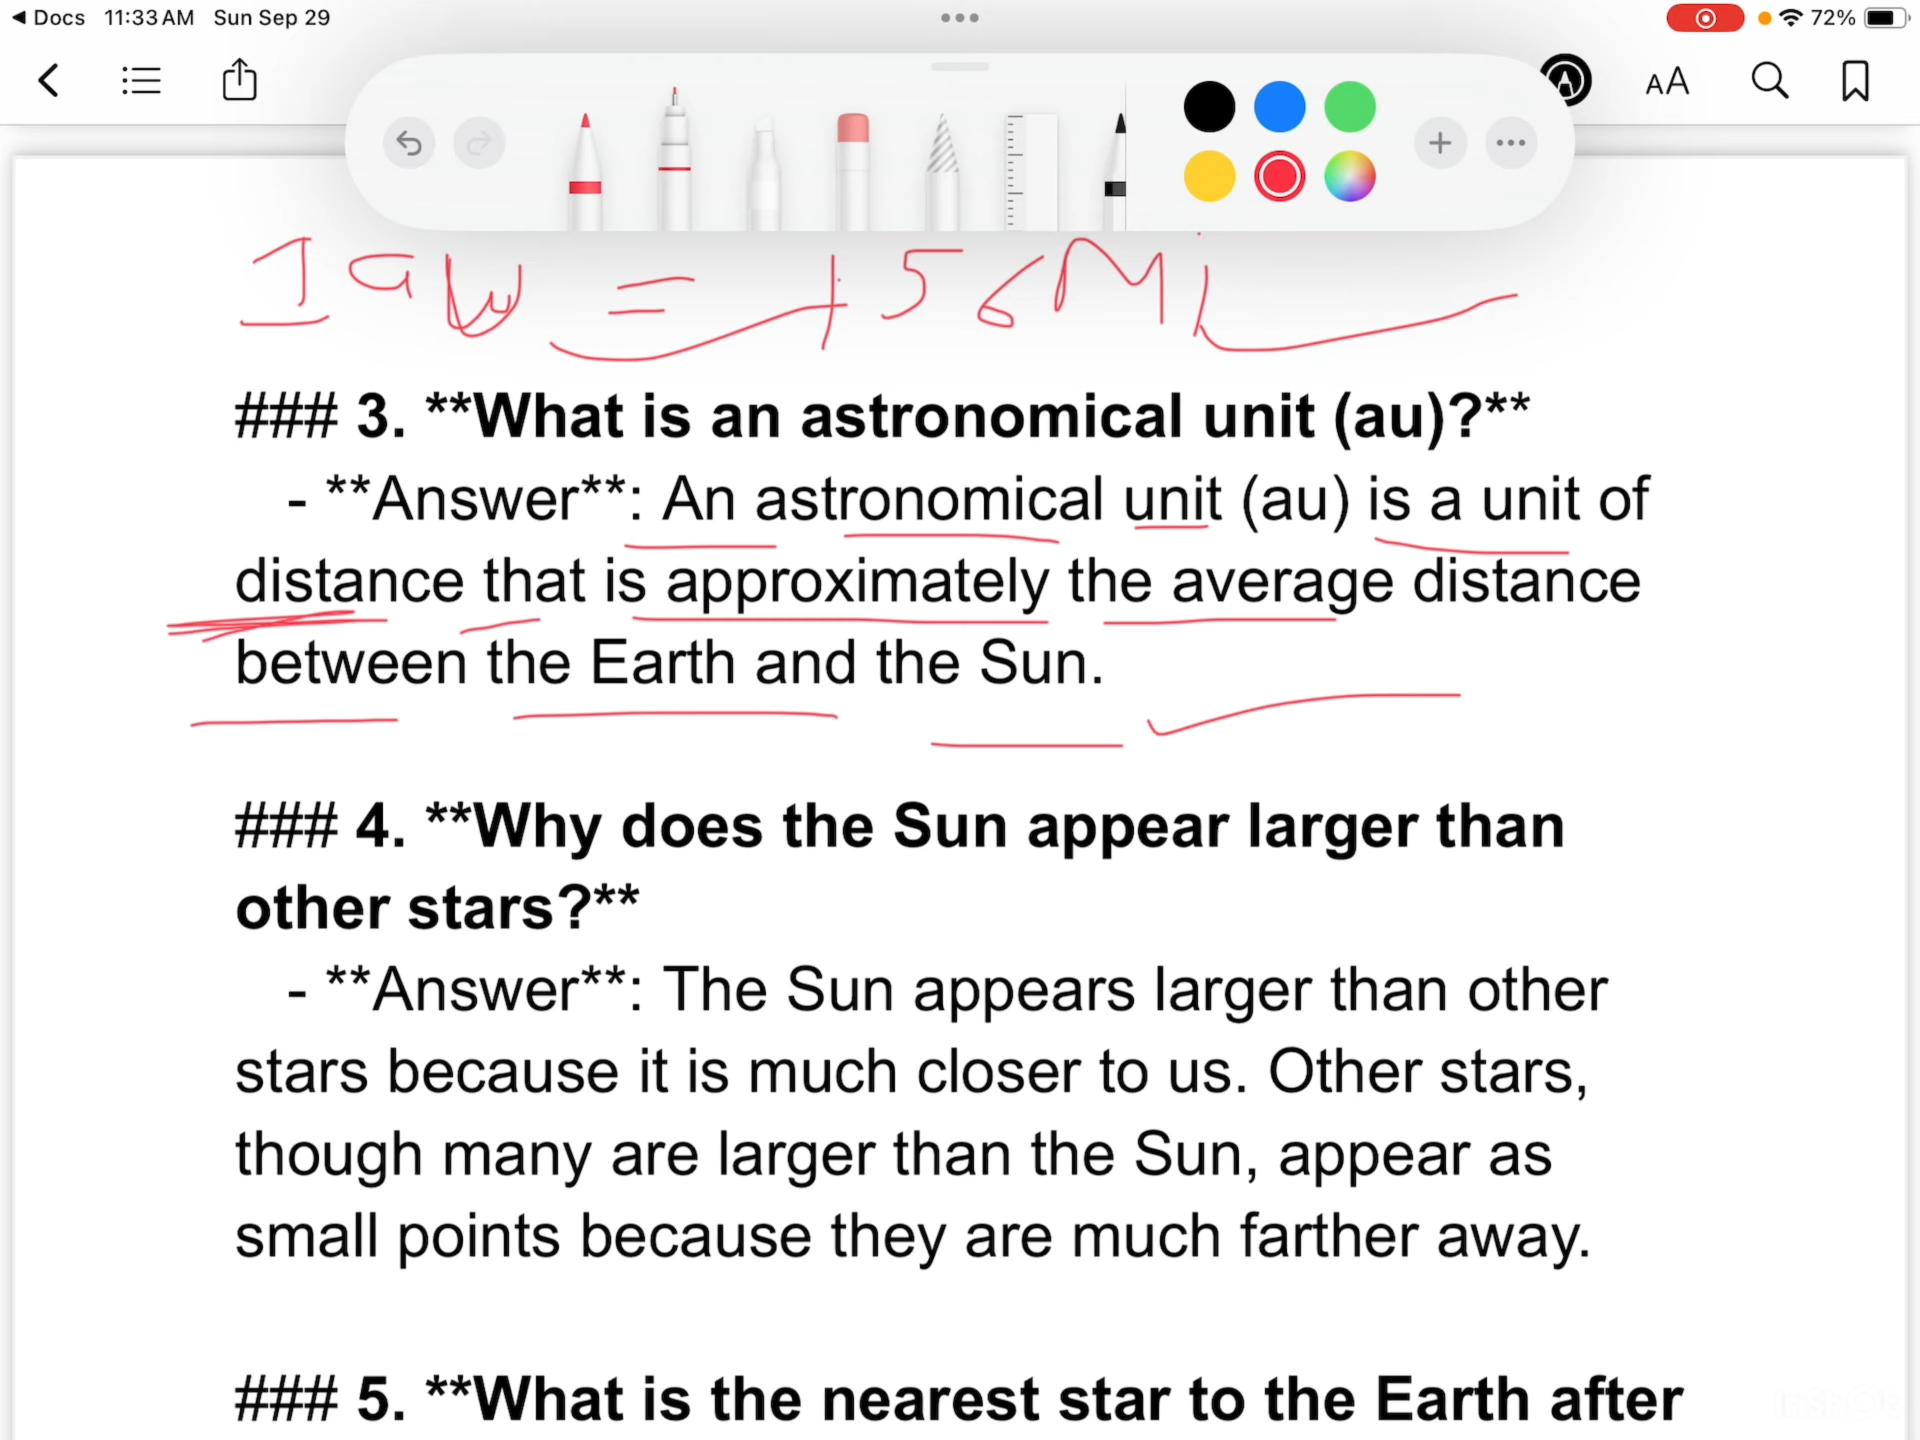 Docs 11:33 AM Sun Sep 29 72%
AA
1 au = 156Mi
### 3. **What is an astronomical unit (au)?**
- **Answer**: An astronomical unit (au) is a unit of
distance that is approximately the average distance
between the Earth and the Sun.
### 4. **Why does the Sun appear larger than
other stars?**
- **Answer**: The Sun appears larger than other
stars because it is much closer to us. Other stars,
though many are larger than the Sun, appear as
small points because they are much farther away.
### 5. **What is the nearest star to the Earth after